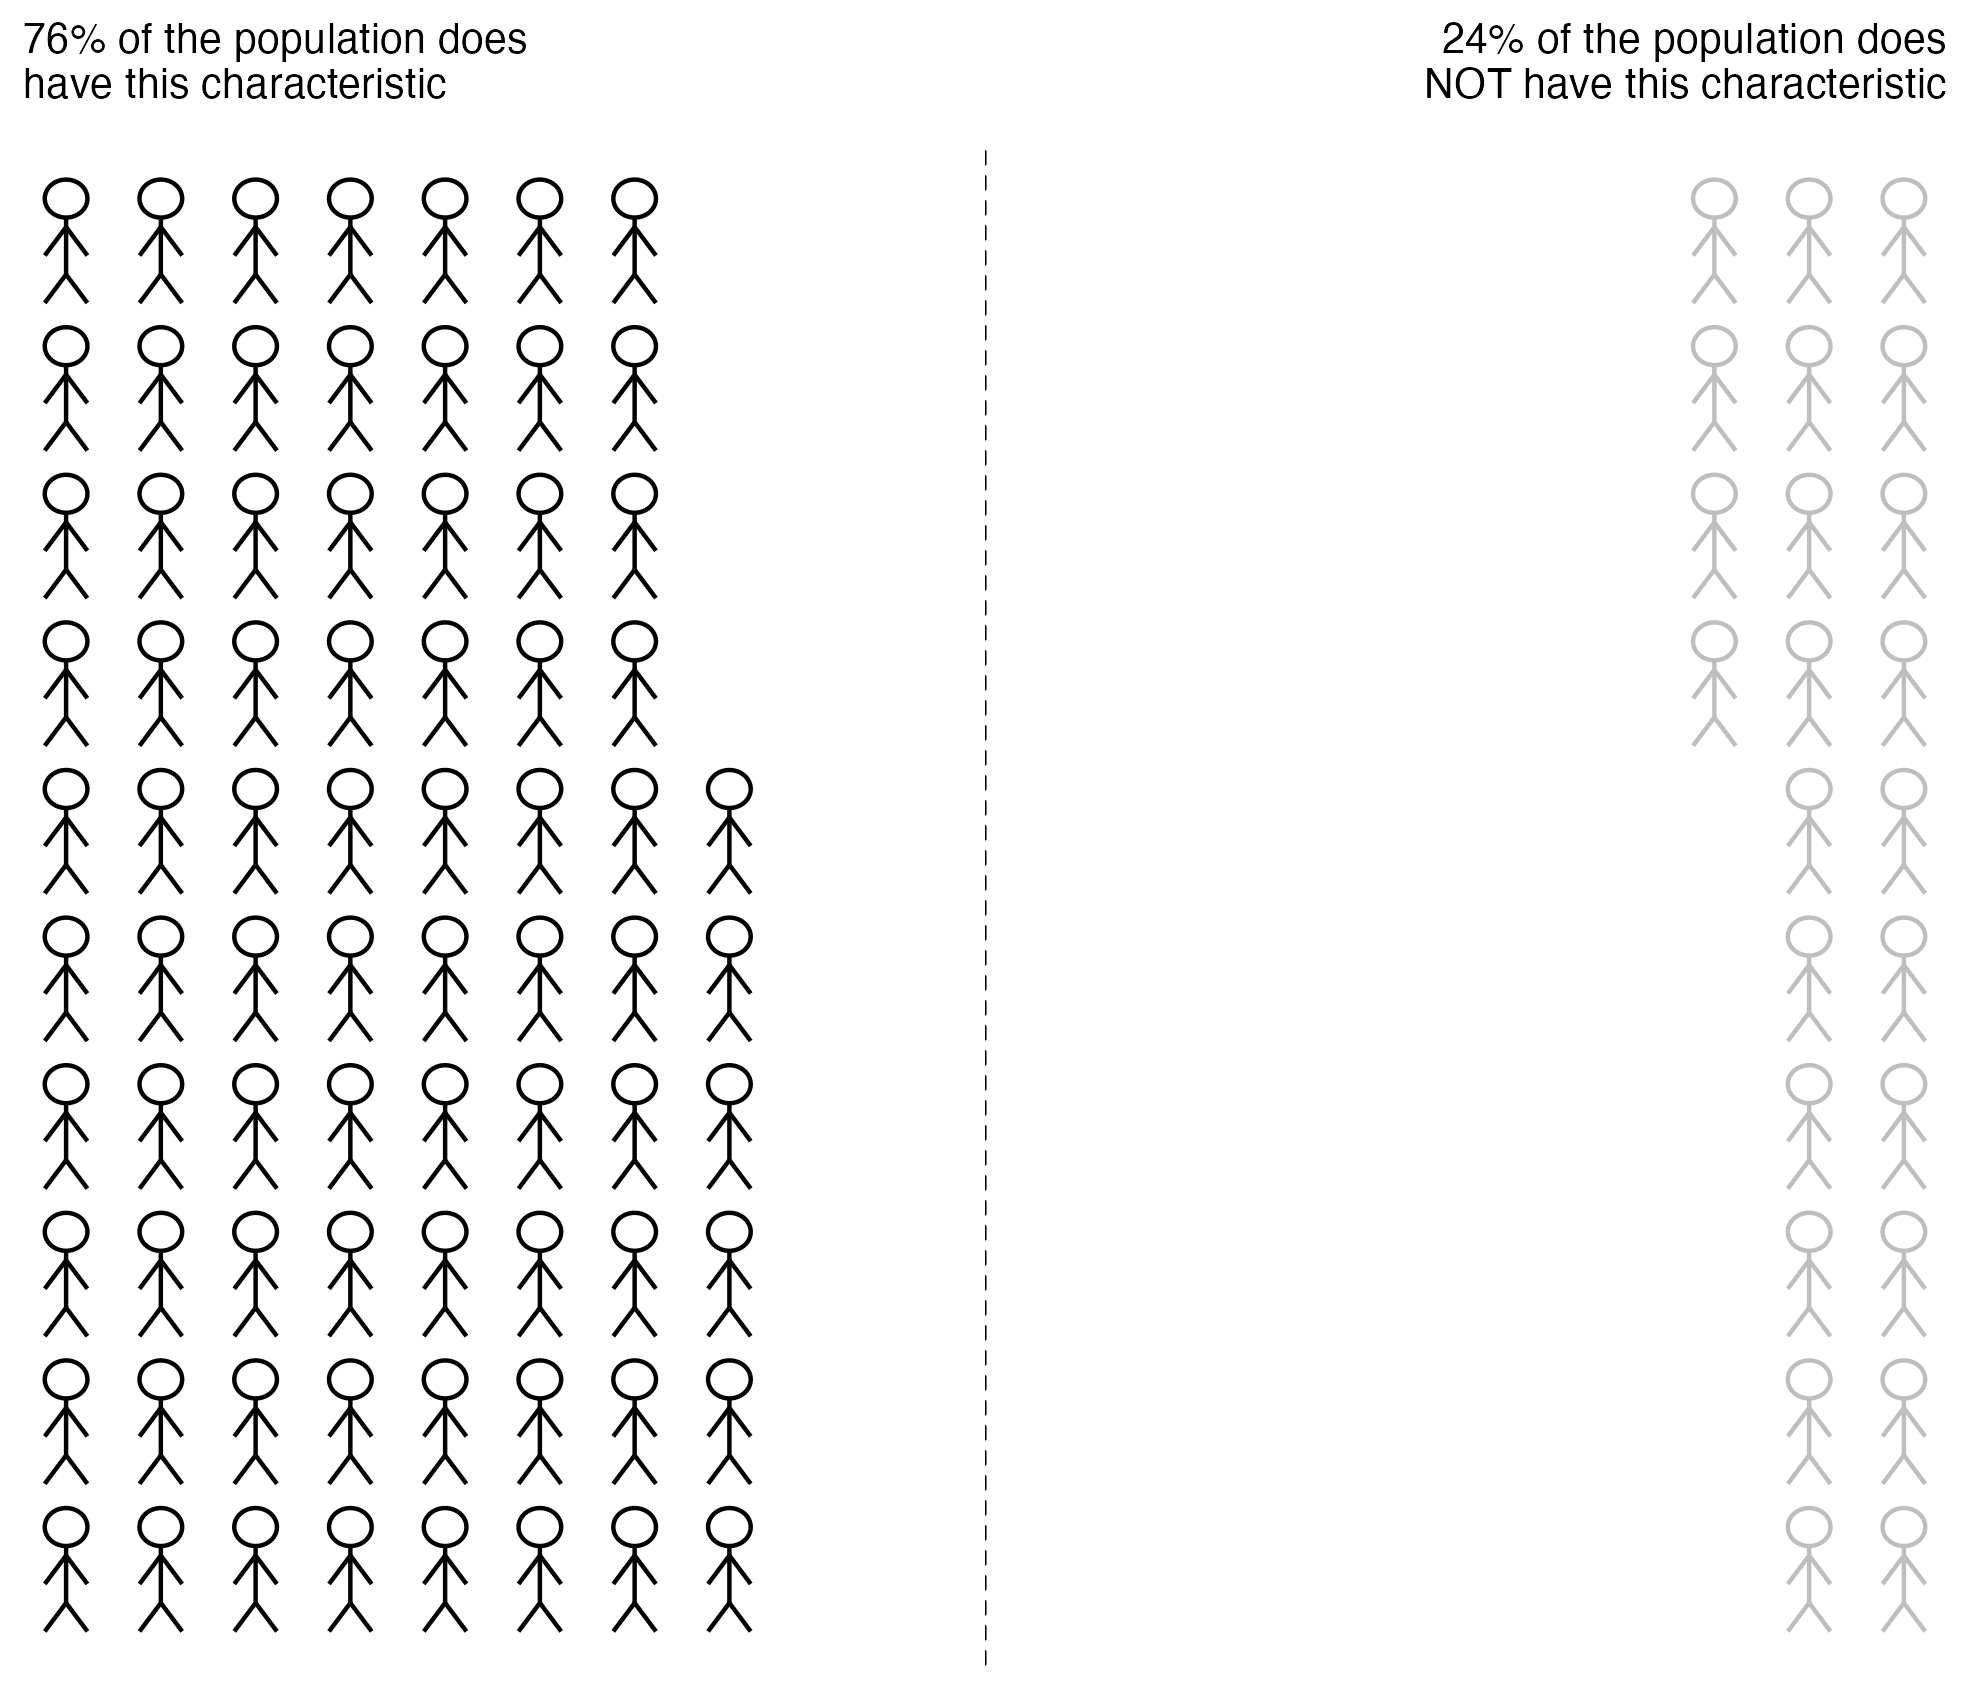 76% of the population does
have this characteristic
24% of the population does
NOT have this characteristic